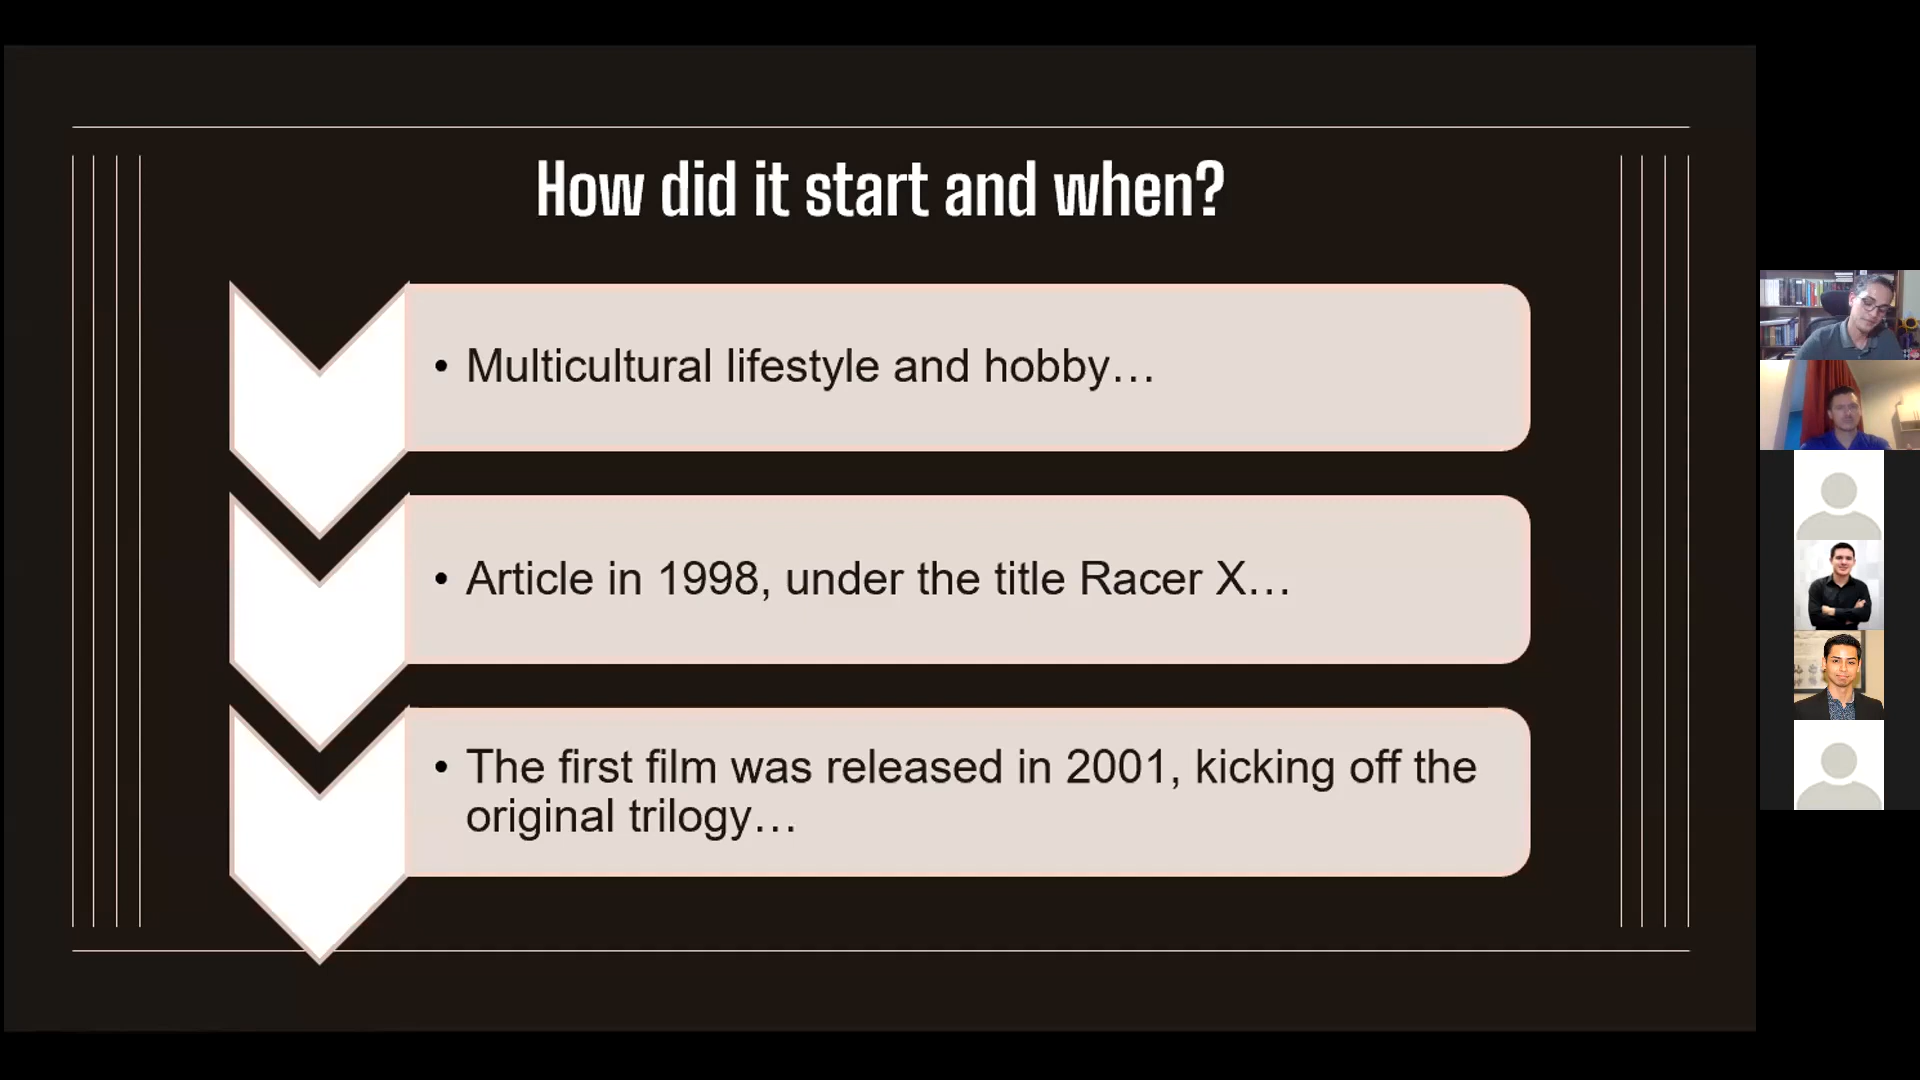 How did it start and when?
• Multicultural lifestyle and hobby…
• Article in 1998, under the title Racer X…
• The first film was released in 2001, kicking off the
original trilogy…